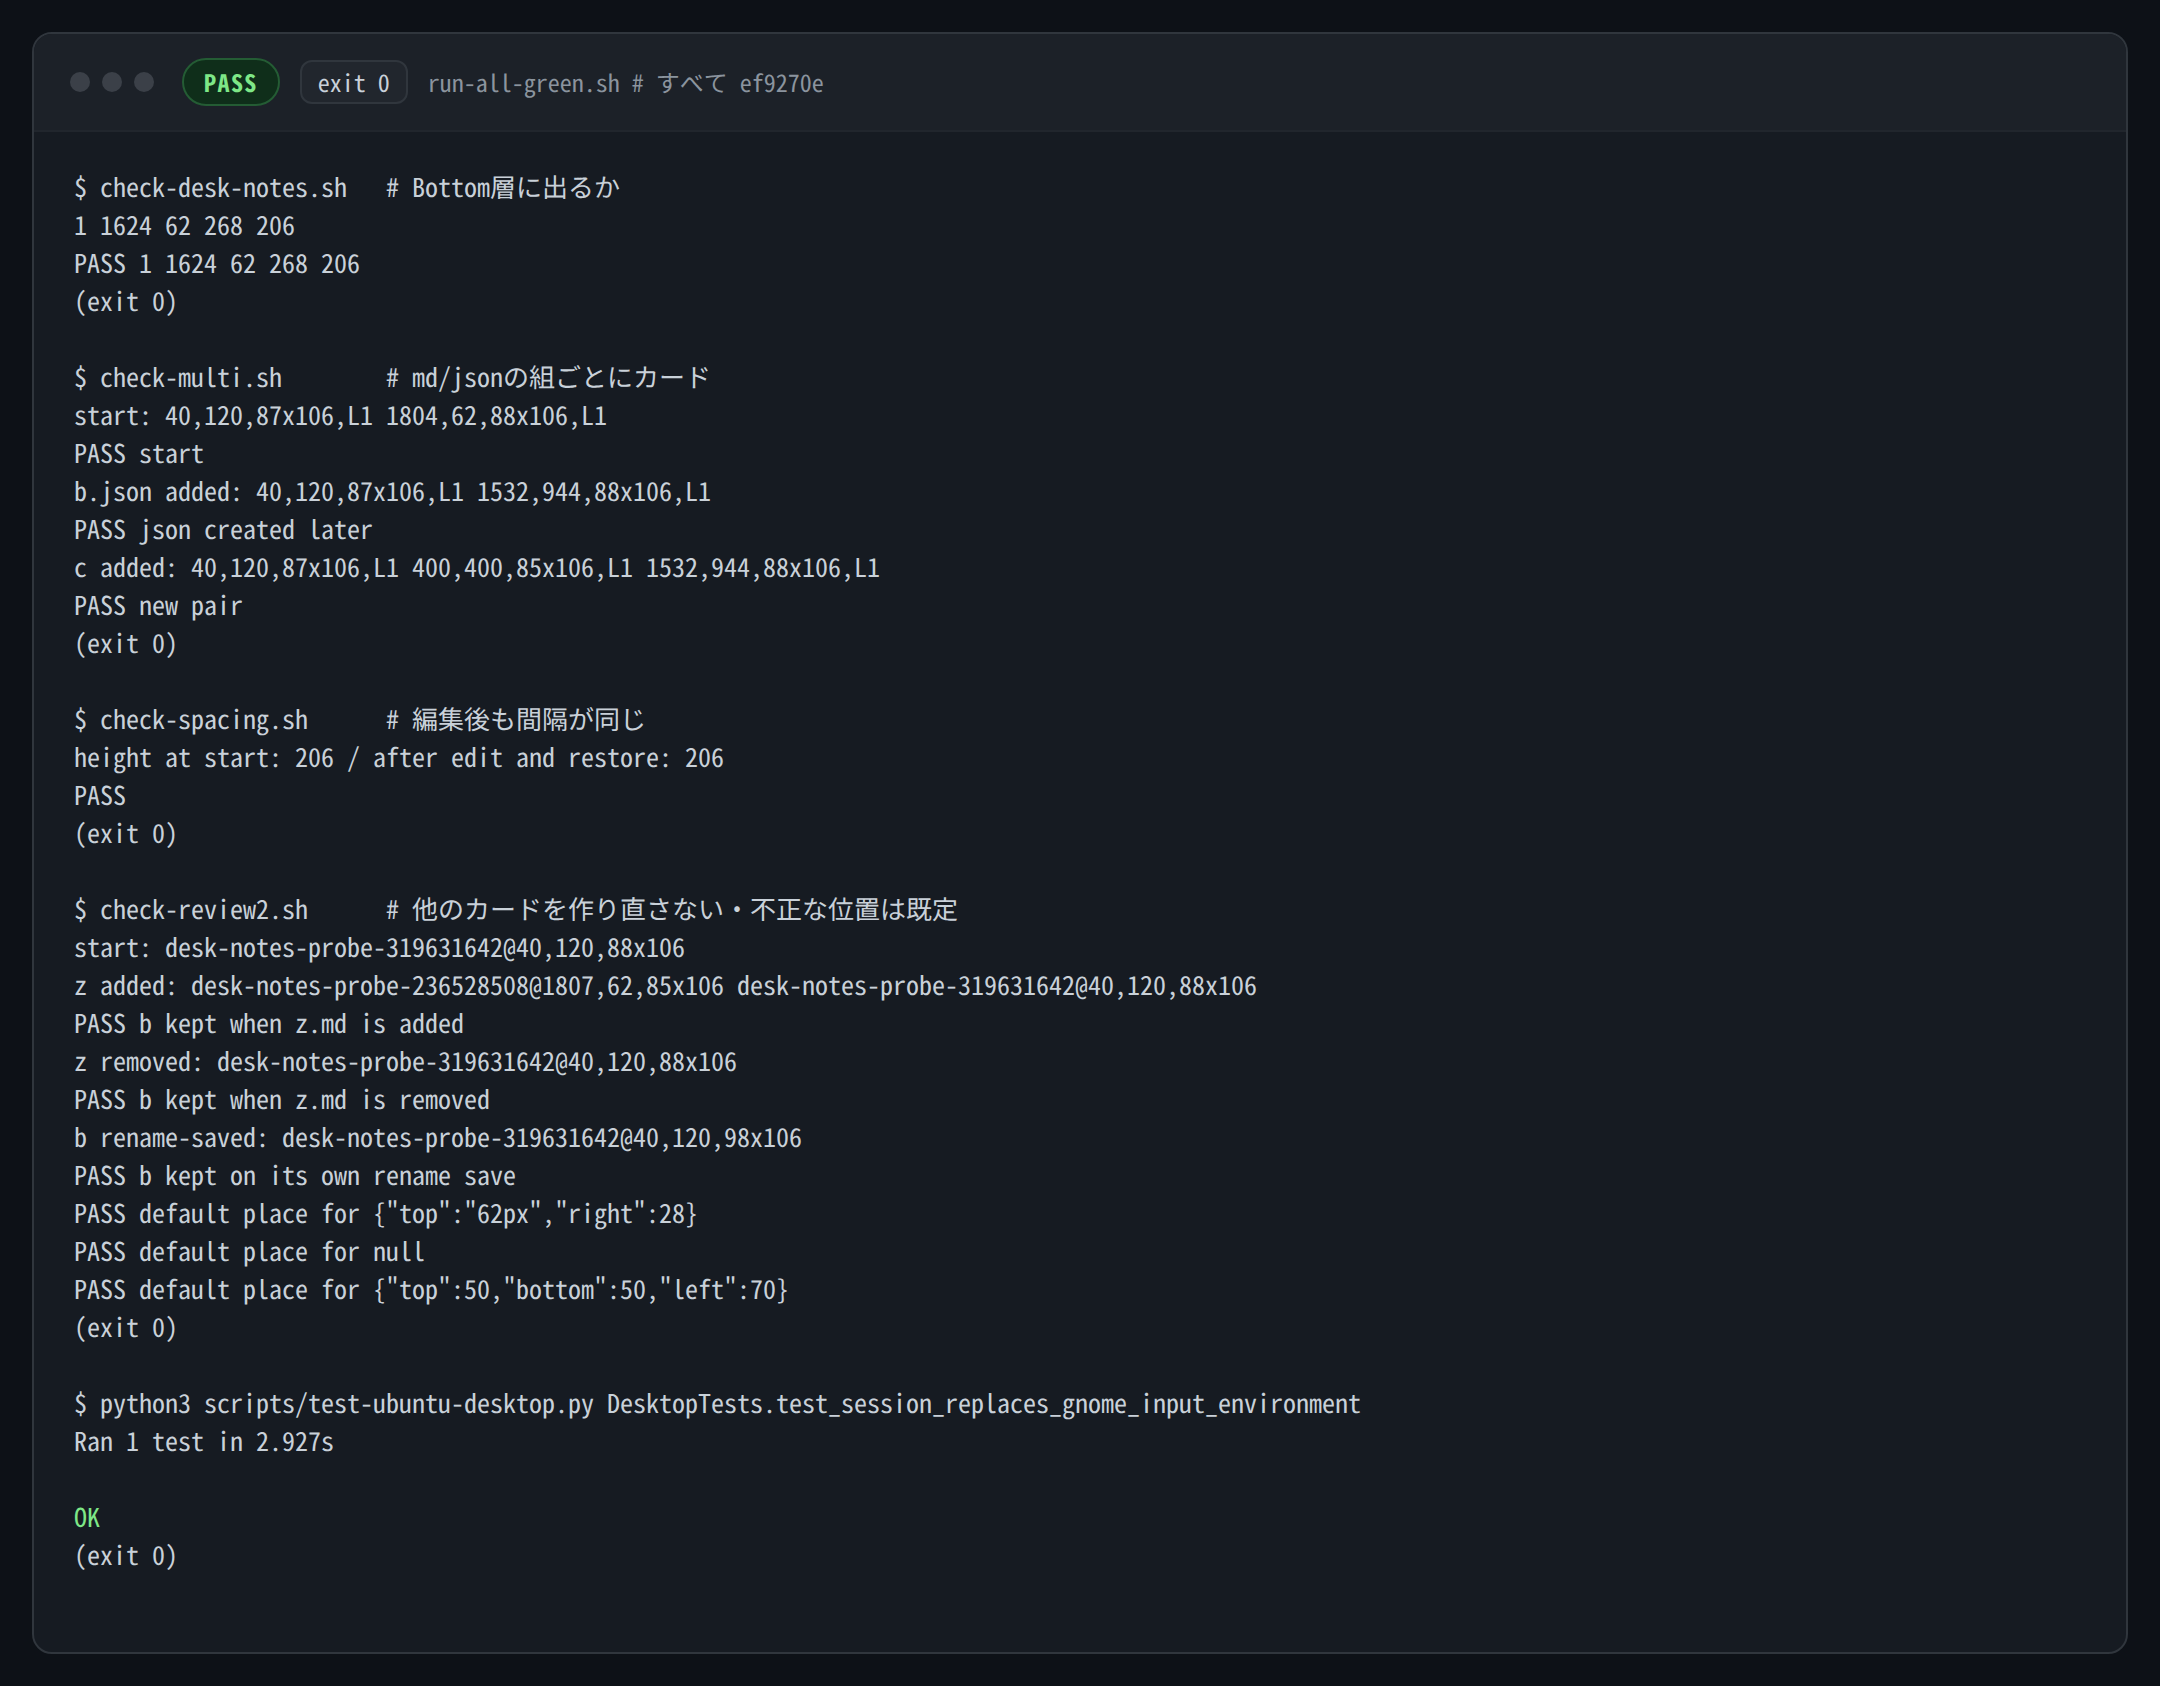 PASS exit 0 run-all-green.sh # すべて ef9270e
$ check-desk-notes.sh   # Bottom層に出るか
1 1624 62 268 206
PASS 1 1624 62 268 206
(exit 0)
$ check-multi.sh        # md/jsonの組ごとにカード
start: 40,120,87x106,L1 1804,62,88x106,L1
PASS start
b.json added: 40,120,87x106,L1 1532,944,88x106,L1
PASS json created later
c added: 40,120,87x106,L1 400,400,85x106,L1 1532,944,88x106,L1
PASS new pair
(exit 0)
$ check-spacing.sh      # 編集後も間隔が同じ
height at start: 206 / after edit and restore: 206
PASS
(exit 0)
$ check-review2.sh      # 他のカードを作り直さない・不正な位置は既定
start: desk-notes-probe-319631642@40,120,88x106
z added: desk-notes-probe-236528508@1807,62,85x106 desk-notes-probe-319631642@40,120,88x106
PASS b kept when z.md is added
z removed: desk-notes-probe-319631642@40,120,88x106
PASS b kept when z.md is removed
b rename-saved: desk-notes-probe-319631642@40,120,98x106
PASS b kept on its own rename save
PASS default place for {"top":"62px","right":28}
PASS default place for null
PASS default place for {"top":50,"bottom":50,"left":70}
(exit 0)
$ python3 scripts/test-ubuntu-desktop.py DesktopTests.test_session_replaces_gnome_input_environment
Ran 1 test in 2.927s
OK
(exit 0)